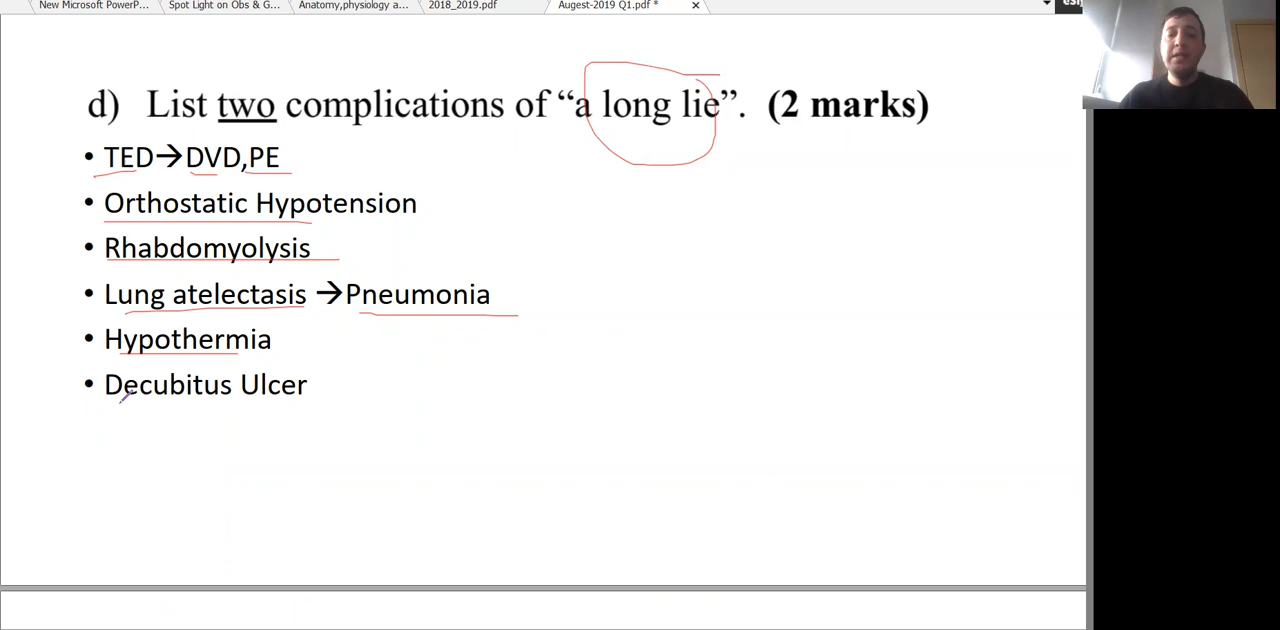 New Microsoft PowerP...
Spot Light on Obs & G...
Anatomy,physiology a...
2018_2019.pdf
Augest-2019 Q1.pdf *
d) List two complications of “a long lie”. (2 marks)
• TED→DVD,PE
• Orthostatic Hypotension
• Rhabdomyolysis
• Lung atelectasis →Pneumonia
• Hypothermia
• Decubitus Ulcer